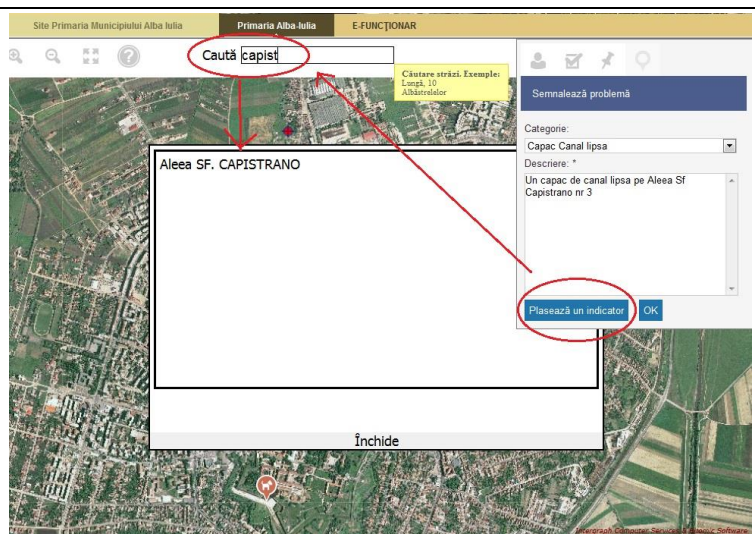 Site Primaria Municipiului Alba Iulia
Primaria Alba-Iulia
E-FUNCŢIONAR
Caută capist
Căutare străzi. Exemple:
Lungă, 10
Albăstrelelor
Semnalează problemă
Categorie:
Capac Canal lipsa
Descriere: *
Un capac de canal lipsa pe Aleea Sf
Capistrano nr 3
Plasează un indicator
OK
Aleea SF. CAPISTRANO
Închide
Intergraph Computer Services
Software